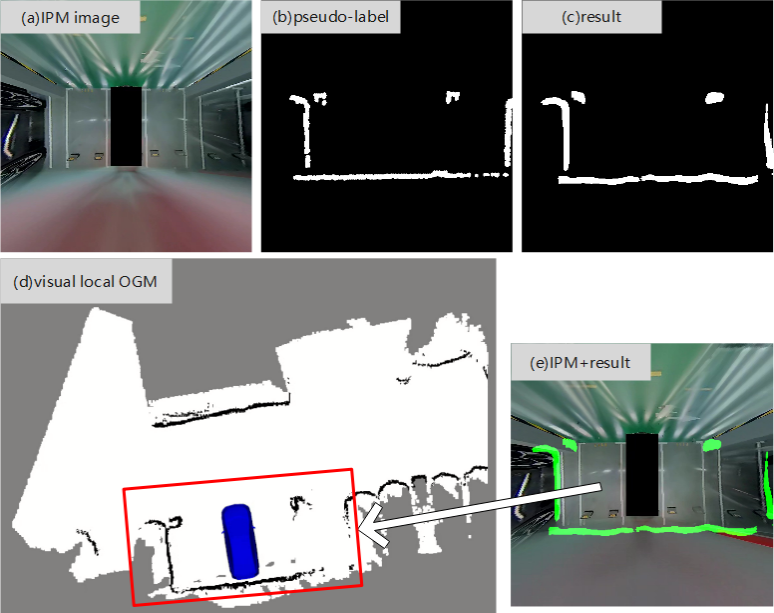 (a)IPM image
(b)pseudo-label
(c)result
(d)visual local OGM
(e)IPM+result